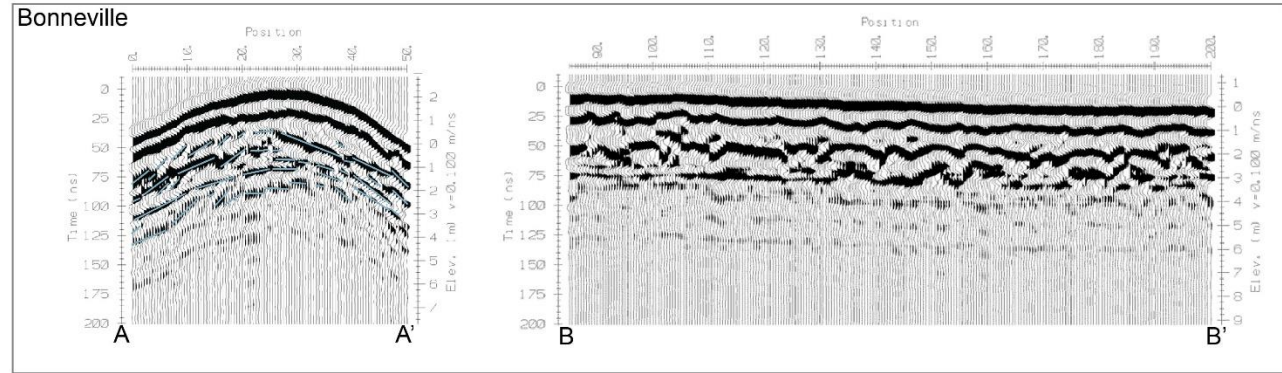 Bonneville
Position
0. 10. 20. 30. 40. 50.
Time (ns)
0 25 50 75 100 125 150 175 200
2 1 0 1 2 3 4 5 6 7
Elev. (m) v=0.100 m/ns
A A'
Position
90. 100. 110. 120. 130. 140. 150. 160. 170. 180. 190. 200.
Time (ns)
0 25 50 75 100 125 150 175 200
1 0 1 2 3 4 5 6 7 8 9
Elev. (m) v=0.100 m/ns
B B'